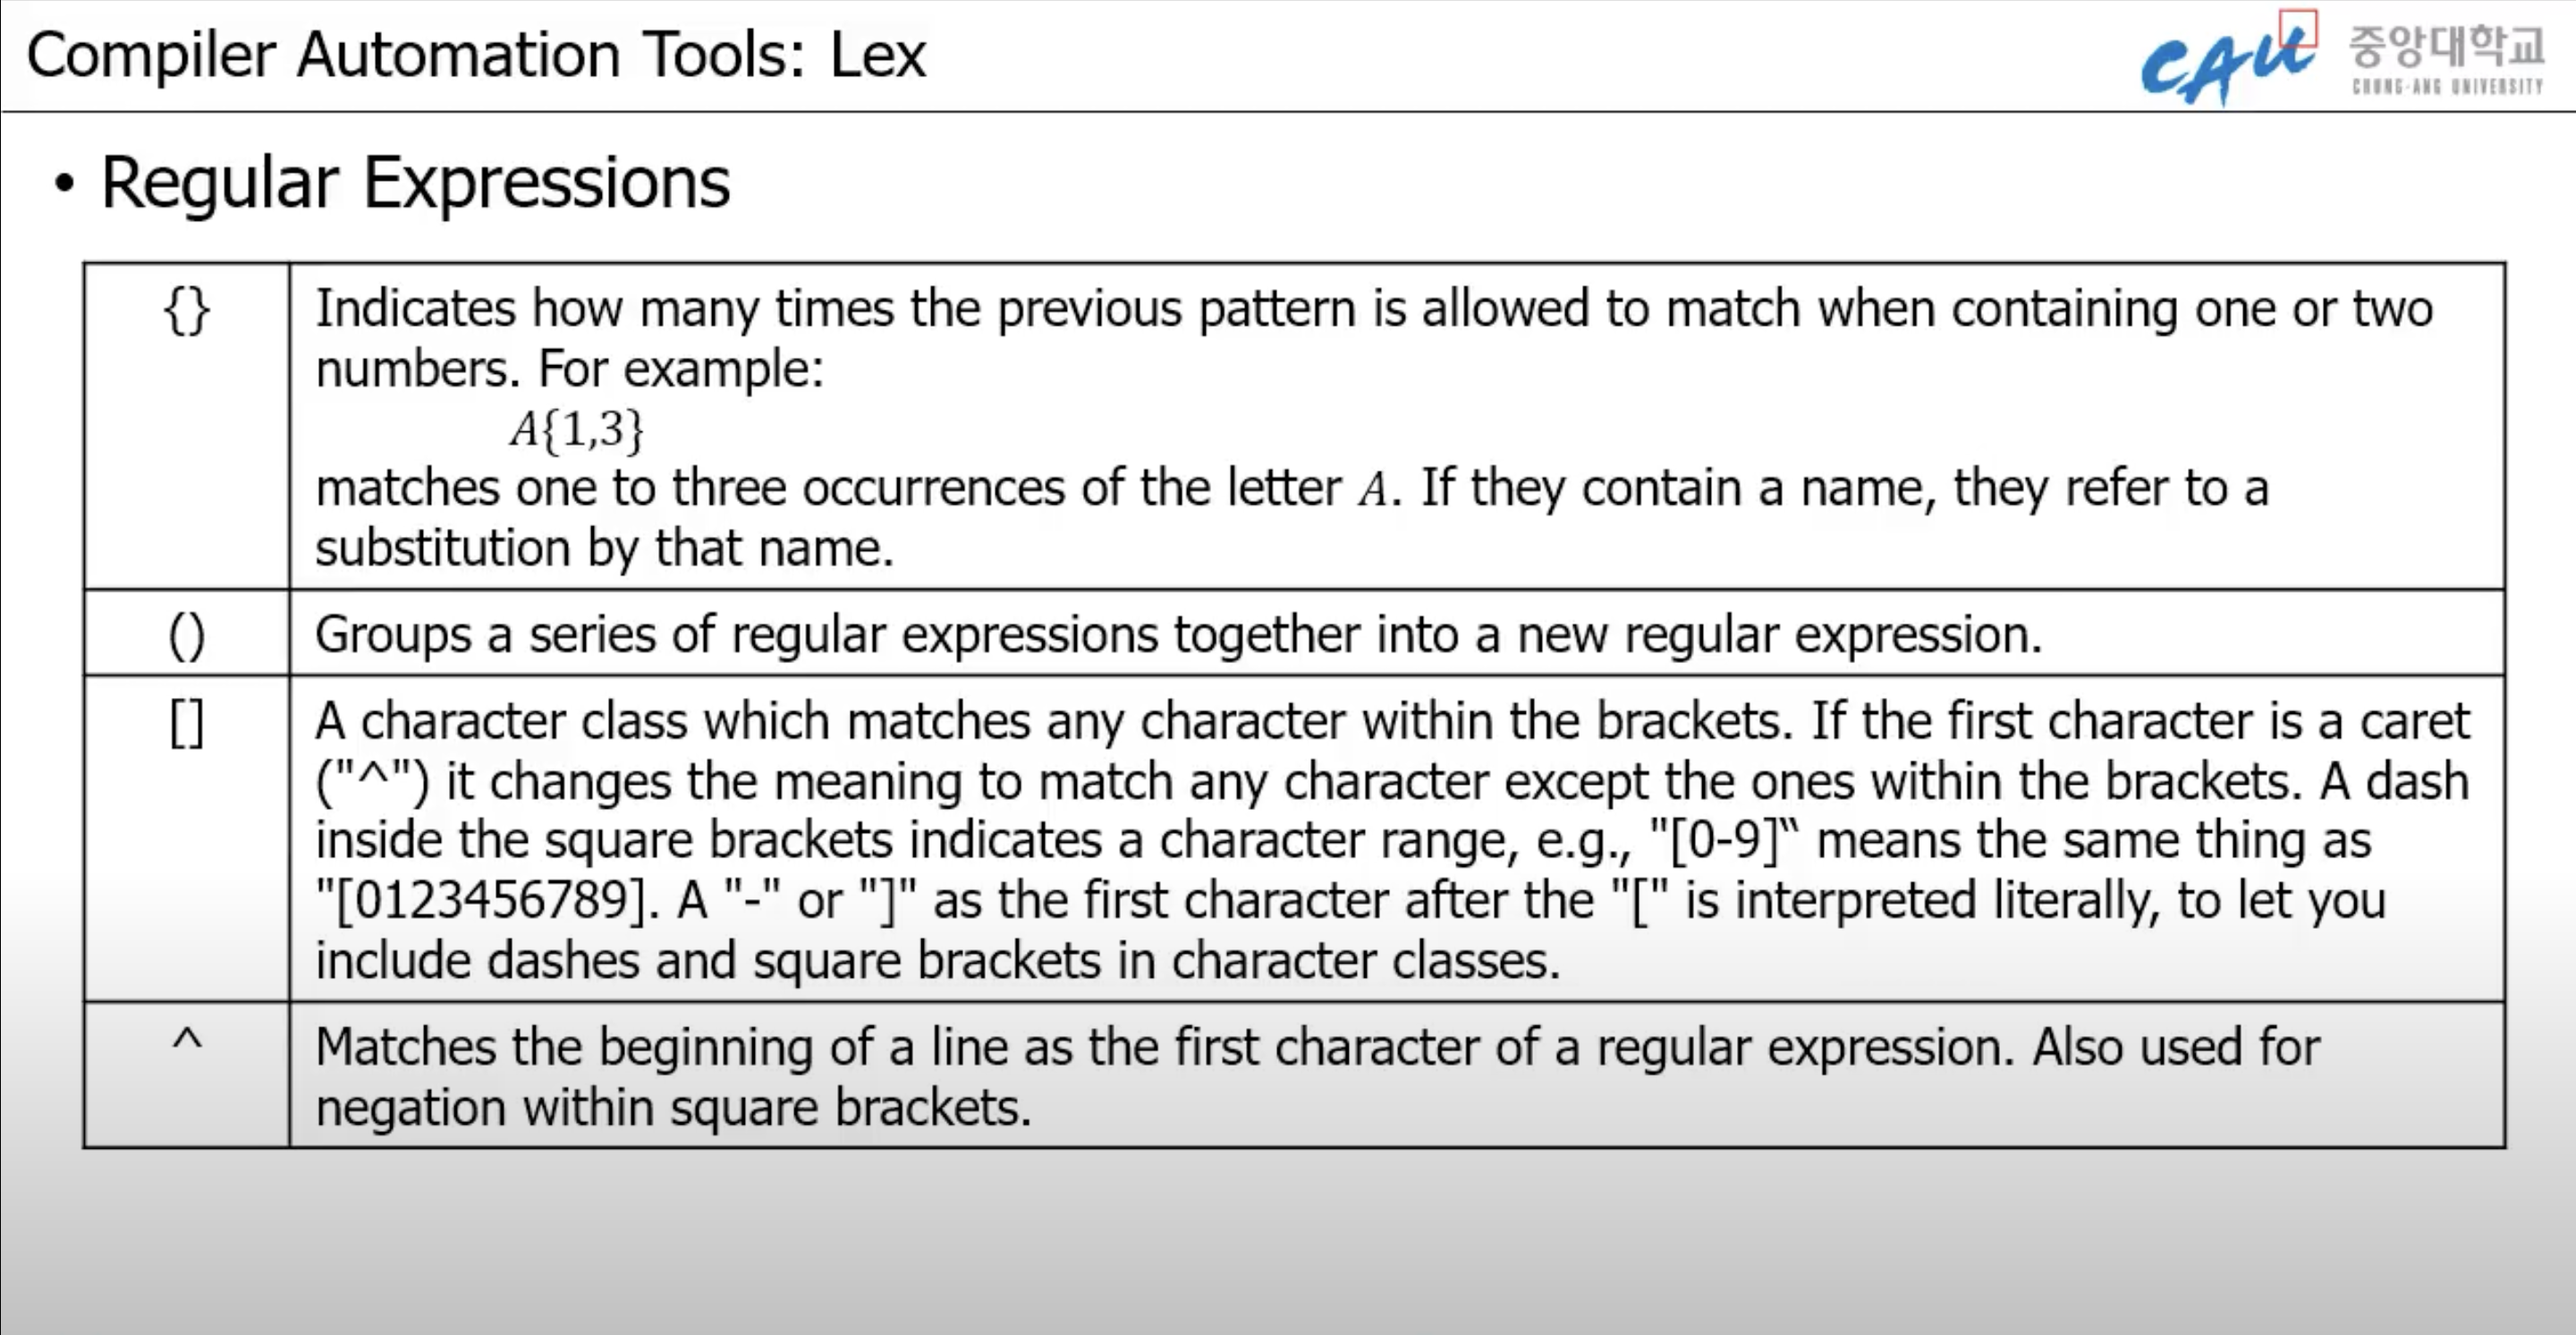 Compiler Automation Tools: Lex
CAU
중앙대학교
CHUNG-ANG UNIVERSITY
• Regular Expressions
{}
Indicates how many times the previous pattern is allowed to match when containing one or two
numbers. For example:
A{1,3}
matches one to three occurrences of the letter A. If they contain a name, they refer to a
substitution by that name.
()
Groups a series of regular expressions together into a new regular expression.
[]
A character class which matches any character within the brackets. If the first character is a caret
("^") it changes the meaning to match any character except the ones within the brackets. A dash
inside the square brackets indicates a character range, e.g., "[0-9]‟ means the same thing as
"[0123456789]. A "-" or "]" as the first character after the "[" is interpreted literally, to let you
include dashes and square brackets in character classes.
^
Matches the beginning of a line as the first character of a regular expression. Also used for
negation within square brackets.